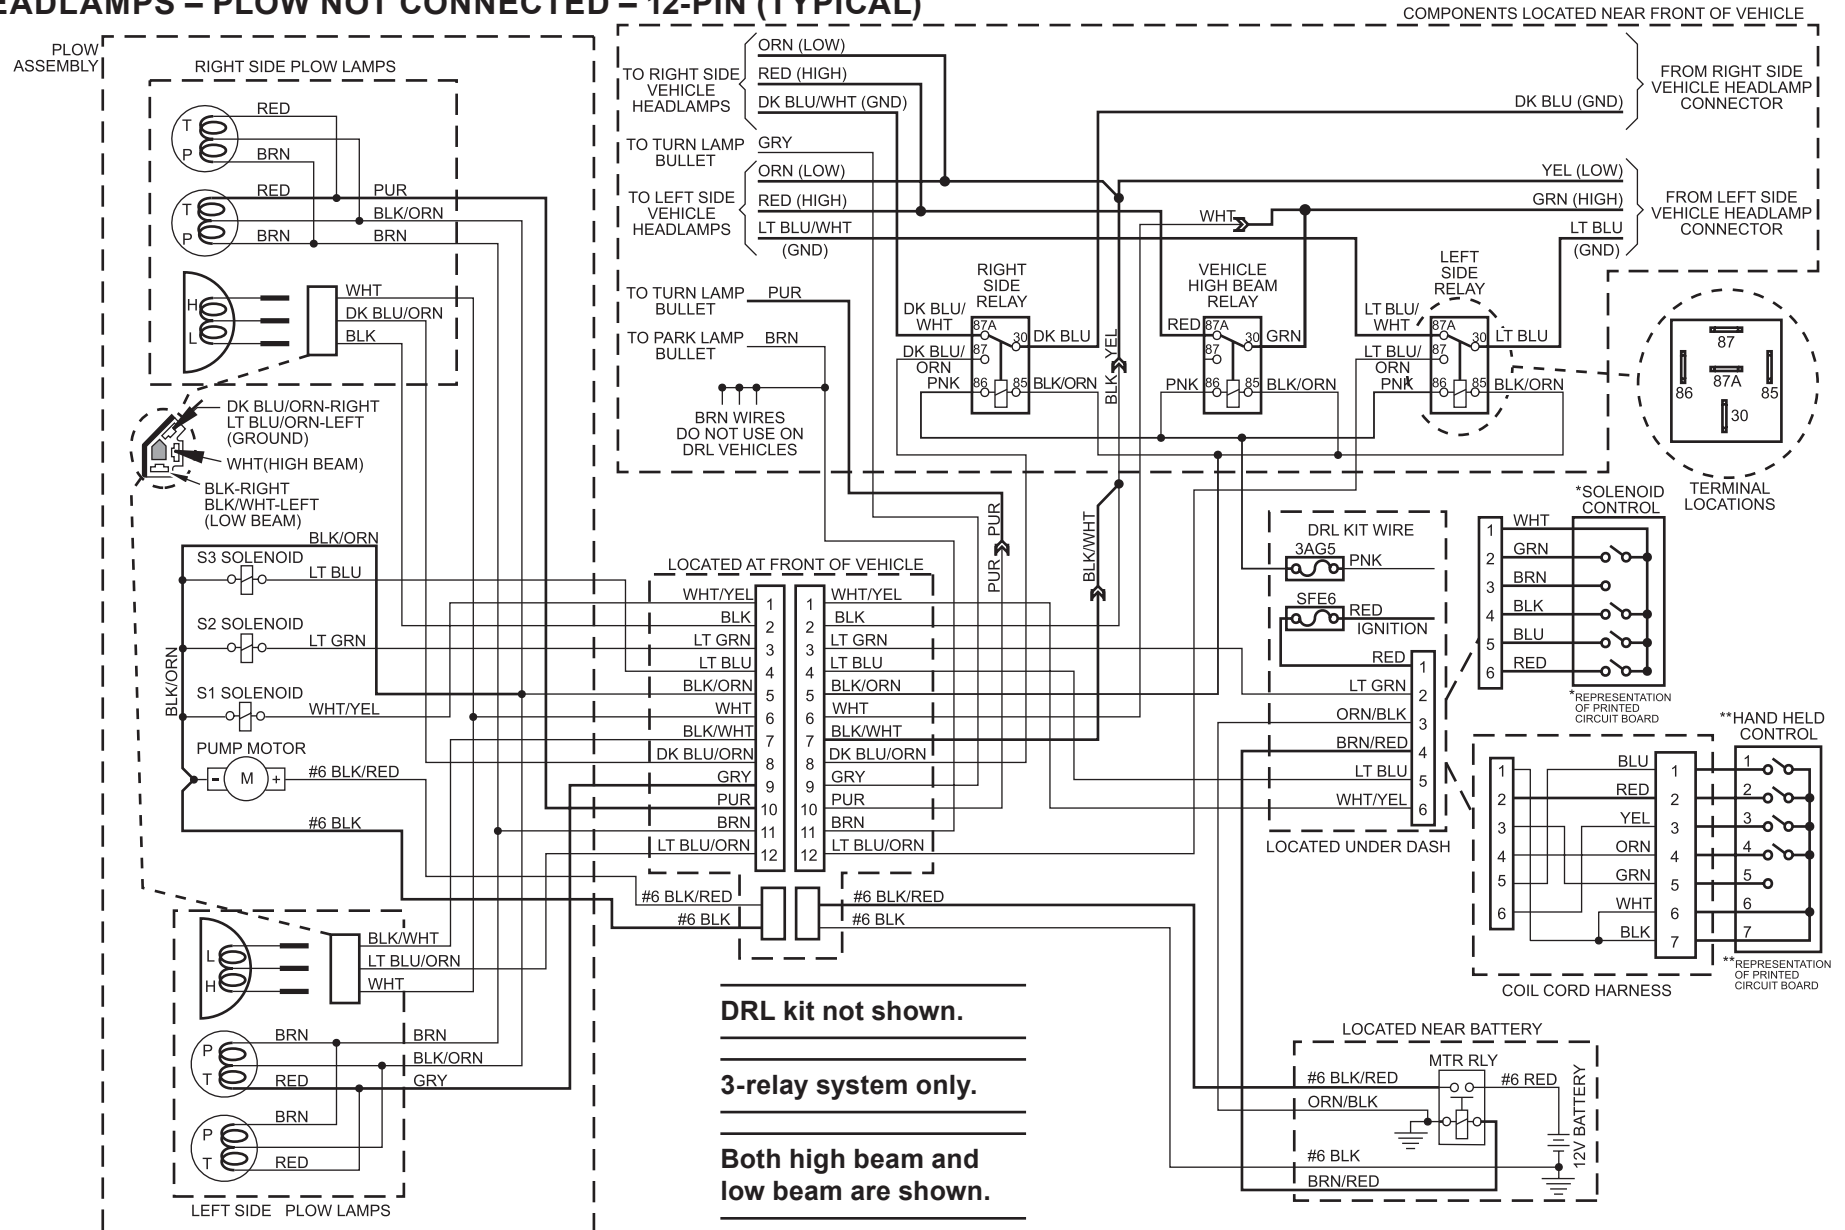 EADLAMPS – PLOW NOT CONNECTED – 12-PIN (TYPICAL)
COMPONENTS LOCATED NEAR FRONT OF VEHICLE
PLOW
ASSEMBLY
RIGHT SIDE PLOW LAMPS
T
P
RED
BRN
T
P
RED
PUR
BLK/ORN
BRN
BRN
H
L
WHT
DK BLU/ORN
BLK
DK BLU/ORN-RIGHT
LT BLU/ORN-LEFT
(GROUND)
WHT(HIGH BEAM)
BLK-RIGHT
BLK/WHT-LEFT
(LOW BEAM)
BLK/ORN
S3 SOLENOID
LT BLU
S2 SOLENOID
LT GRN
BLK/ORN
S1 SOLENOID
WHT/YEL
PUMP MOTOR
-
M
+
#6 BLK/RED
#6 BLK
L
H
BLK/WHT
LT BLU/ORN
WHT
P
T
BRN
BRN
BLK/ORN
RED
GRY
P
T
BRN
RED
LEFT SIDE PLOW LAMPS
TO RIGHT SIDE
VEHICLE
HEADLAMPS
ORN (LOW)
RED (HIGH)
DK BLU/WHT (GND)
TO TURN LAMP
BULLET
GRY
TO LEFT SIDE
VEHICLE
HEADLAMPS
ORN (LOW)
RED (HIGH)
LT BLU/WHT
(GND)
TO TURN LAMP
BULLET
PUR
TO PARK LAMP
BULLET
BRN
BRN WIRES
DO NOT USE ON
DRL VEHICLES
DK BLU (GND)
FROM RIGHT SIDE
VEHICLE HEADLAMP
CONNECTOR
YEL (LOW)
GRN (HIGH)
LT BLU
(GND)
FROM LEFT SIDE
VEHICLE HEADLAMP
CONNECTOR
WHT
RIGHT
SIDE
RELAY
DK BLU/
WHT
87A
30
DK BLU
DK BLU/
ORN
87
PNK
86
85
BLK/ORN
YEL
BLK
VEHICLE
HIGH BEAM
RELAY
RED
87A
30
GRN
87
PNK
86
85
BLK/ORN
LEFT
SIDE
RELAY
LT BLU/
WHT
87A
30
LT BLU
LT BLU/
ORN
87
PNK
86
85
BLK/ORN
87
87A
86
85
30
TERMINAL
LOCATIONS
PUR
PUR
BLK/WHT
LOCATED AT FRONT OF VEHICLE
WHT/YEL 1 1 WHT/YEL
BLK 2 2 BLK
LT GRN 3 3 LT GRN
LT BLU 4 4 LT BLU
BLK/ORN 5 5 BLK/ORN
WHT 6 6 WHT
BLK/WHT 7 7 BLK/WHT
DK BLU/ORN 8 8 DK BLU/ORN
GRY 9 9 GRY
PUR 10 10 PUR
BRN 11 11 BRN
LT BLU/ORN 12 12 LT BLU/ORN
#6 BLK/RED
#6 BLK/RED
#6 BLK
#6 BLK
DRL KIT WIRE
3AG5
PNK
SFE6
RED
IGNITION
RED 1
LT GRN 2
ORN/BLK 3
BRN/RED 4
LT BLU 5
WHT/YEL 6
LOCATED UNDER DASH
*SOLENOID
CONTROL
1 WHT
2 GRN
3 BRN
4 BLK
5 BLU
6 RED
*REPRESENTATION
OF PRINTED
CIRCUIT BOARD
**HAND HELD
CONTROL
1 BLU 1 1
2 RED 2 2
3 YEL 3 3
4 ORN 4 4
5 GRN 5 5
6 WHT 6 6
BLK 7 7
**REPRESENTATION
OF PRINTED
CIRCUIT BOARD
COIL CORD HARNESS
DRL kit not shown.
3-relay system only.
Both high beam and
low beam are shown.
LOCATED NEAR BATTERY
MTR RLY
#6 BLK/RED
#6 RED
ORN/BLK
12V BATTERY
#6 BLK
BRN/RED